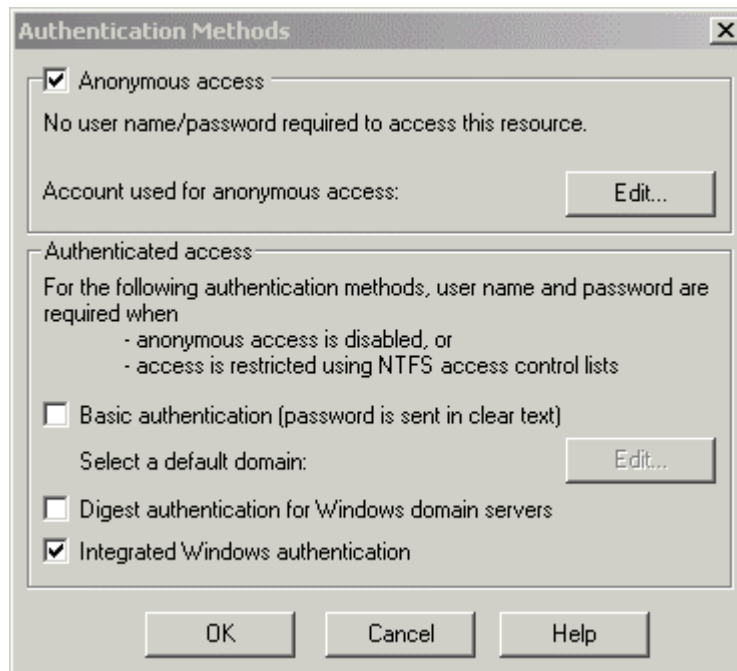 Authentication Methods
Anonymous access
No user name/password required to access this resource.
Account used for anonymous access:
Edit...
Authenticated access
For the following authentication methods, user name and password are
required when
- anonymous access is disabled, or
- access is restricted using NTFS access control lists
Basic authentication (password is sent in clear text)
Select a default domain:
Edit...
Digest authentication for Windows domain servers
Integrated Windows authentication
OK
Cancel
Help